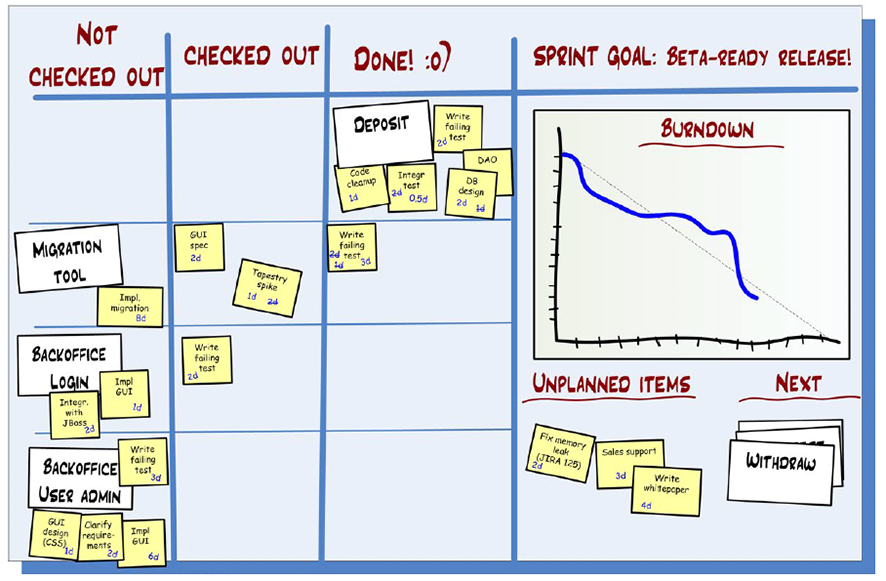 NOT
CHECKED OUT
CHECKED OUT
DONE! :o)
SPRINT GOAL: BETA-READY RELEASE!
DEPOSIT
Write
failing
test
2d
Code
cleanup
1d
Integr
test
2d
0.5d
DAO
DB
design
2d
1d
BURNDOWN
MIGRATION
TOOL
Impl.
migration
8d
GUI
spec
2d
Tapestry
spike
1d 2d
Write
failing
test
2d
1d 3d
BACKOFFICE
LOGIN
Integr.
with
JBoss
2d
Impl
GUI
1d
Write
failing
test
2d
BACKOFFICE
USER ADMIN
Write
failing
test
3d
GUI
design
(CSS)
1d
Clarify
require-
ments
2d
Impl
GUI
6d
UNPLANNED ITEMS
Fix memory
leak
(JIRA 125)
2d
Sales support
3d
Write
whitepaper
4d
NEXT
WITHDRAW